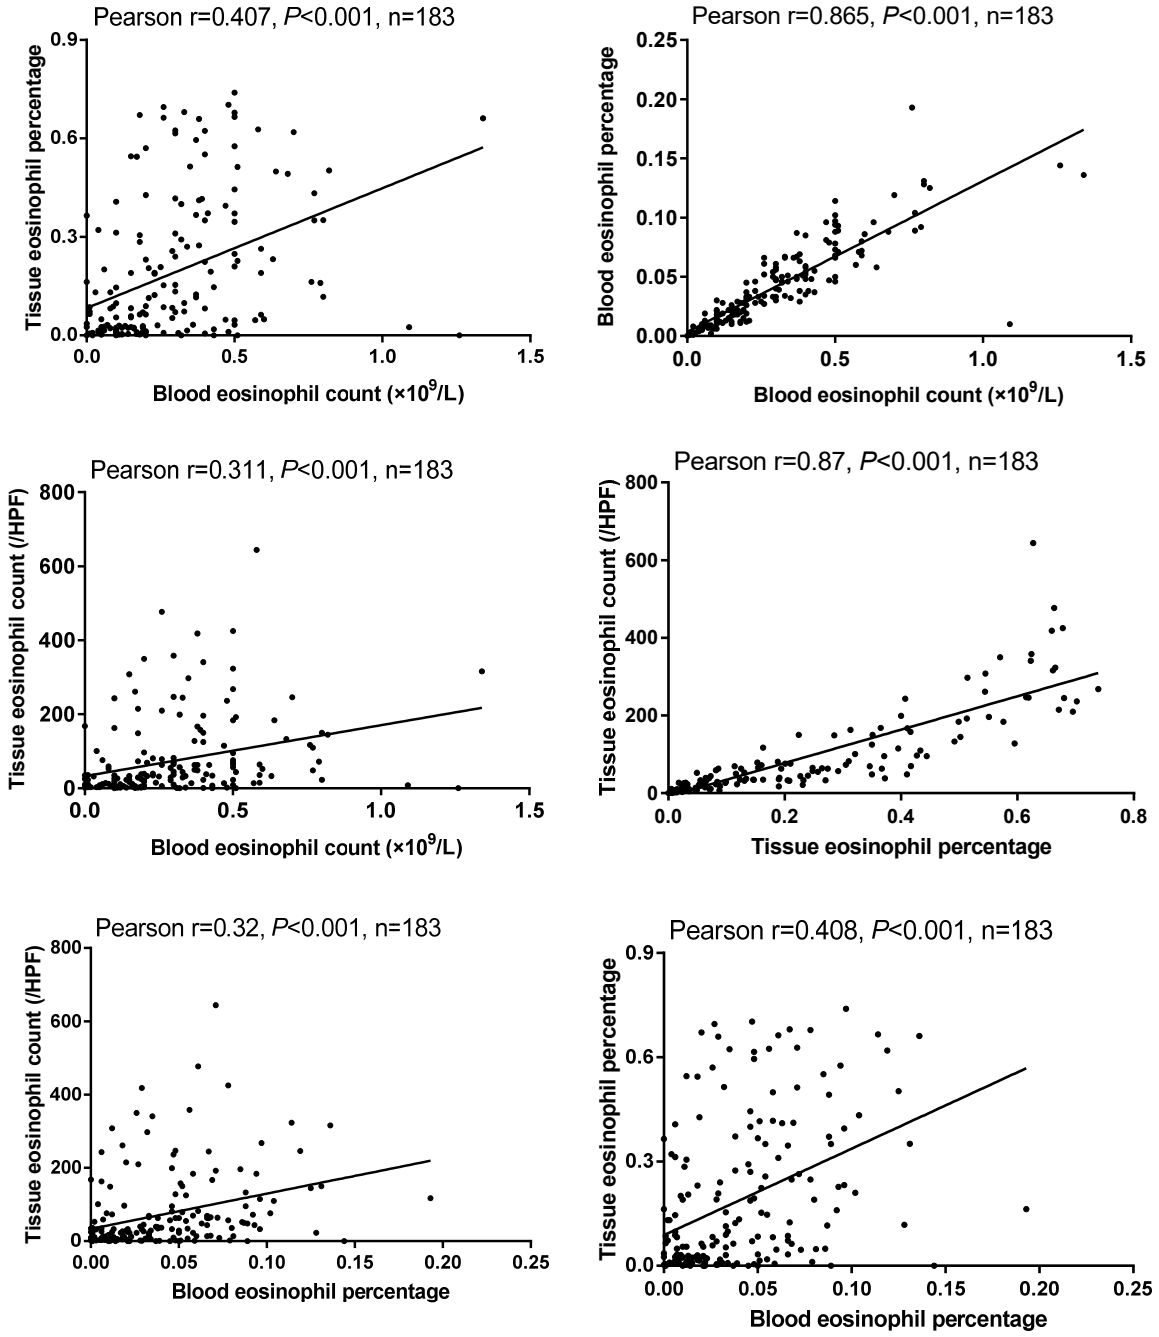 Pearson r=0.407, P<0.001, n=183
Tissue eosinophil percentage
0.9
0.6
0.3
0.0
0.0 0.5 1.0 1.5
Blood eosinophil count (×10⁹/L)
Pearson r=0.865, P<0.001, n=183
Blood eosinophil percentage
0.25
0.20
0.15
0.10
0.05
0.00
0.0 0.5 1.0 1.5
Blood eosinophil count (×10⁹/L)
Pearson r=0.311, P<0.001, n=183
Tissue eosinophil count (/HPF)
800
600
400
200
0
0.0 0.5 1.0 1.5
Blood eosinophil count (×10⁹/L)
Pearson r=0.87, P<0.001, n=183
Tissue eosinophil count (/HPF)
800
600
400
200
0
0.0 0.2 0.4 0.6 0.8
Tissue eosinophil percentage
Pearson r=0.32, P<0.001, n=183
Tissue eosinophil count (/HPF)
800
600
400
200
0
0.00 0.05 0.10 0.15 0.20 0.25
Blood eosinophil percentage
Pearson r=0.408, P<0.001, n=183
Tissue eosinophil percentage
0.9
0.6
0.3
0.0
0.00 0.05 0.10 0.15 0.20 0.25
Blood eosinophil percentage